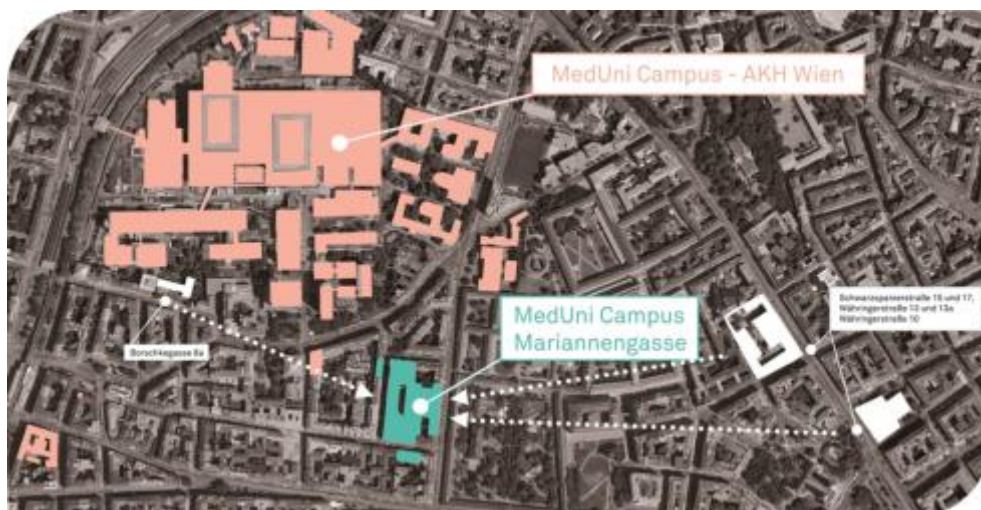 MedUni Campus - AKH Wien
MedUni Campus
Mariannengasse
Schwarzspanierstraße 15 und 17,
Währingerstraße 13 und 13a
Währingerstraße 10
Borschkegasse 8a